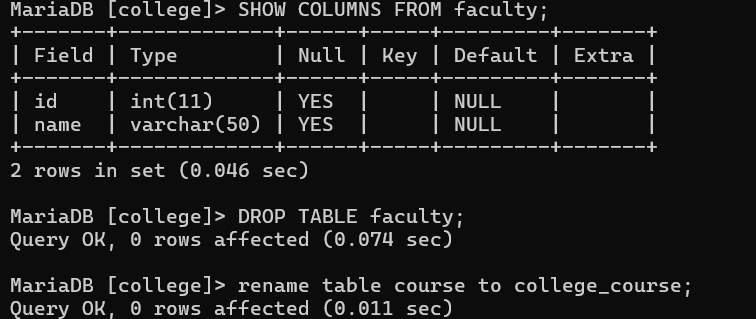 MariaDB [college]> SHOW COLUMNS FROM faculty;
+-------+-------------+------+-----+---------+-------+
| Field | Type        | Null | Key | Default | Extra |
+-------+-------------+------+-----+---------+-------+
| id    | int(11)     | YES  |     | NULL    |       |
| name  | varchar(50) | YES  |     | NULL    |       |
+-------+-------------+------+-----+---------+-------+
2 rows in set (0.046 sec)

MariaDB [college]> DROP TABLE faculty;
Query OK, 0 rows affected (0.074 sec)

MariaDB [college]> rename table course to college_course;
Query OK, 0 rows affected (0.011 sec)